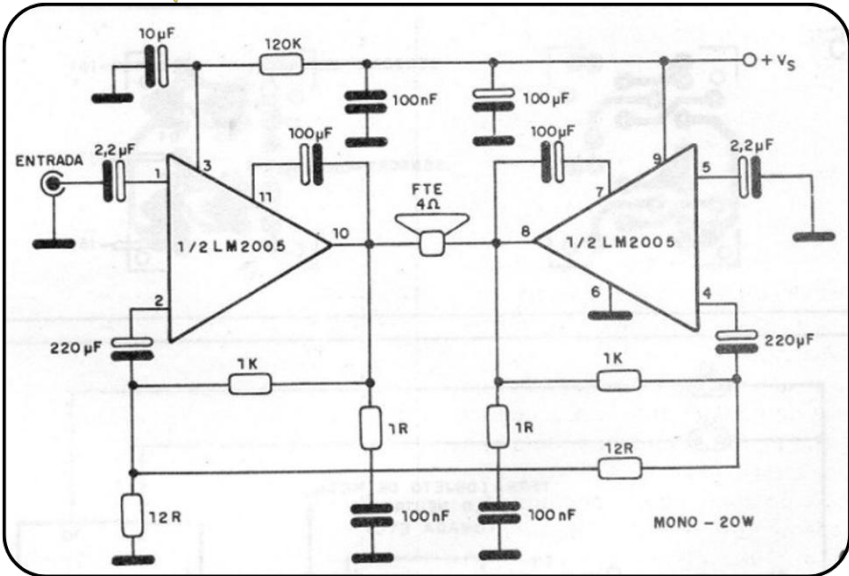 10µF
120K
+ Vs
100nF
100µF
100µF
100µF
2,2µF
2,2µF
ENTRADA
1
3
11
FTE
4Ω
7
9
5
1/2 LM2005
10
8
1/2 LM2005
2
6
4
220µF
220µF
1K
1K
1R
1R
12R
12R
100nF
100nF
MONO - 20W